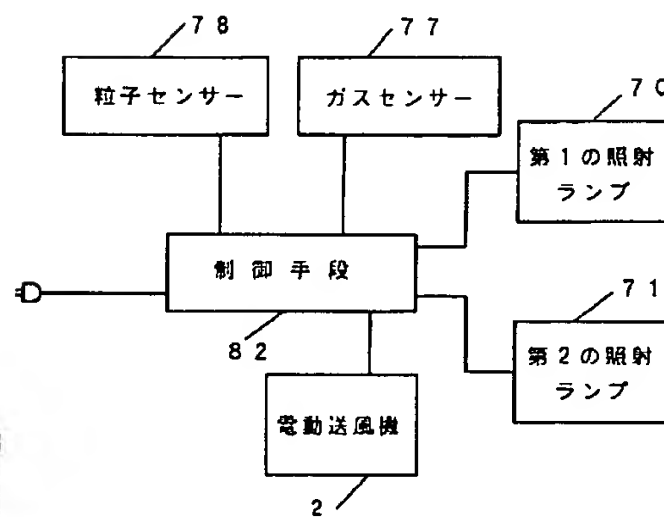 78
77
粒子センサー
ガスセンサー
70
第1の照射
ランプ
制御手段
71
82
第2の照射
ランプ
電動送風機
2